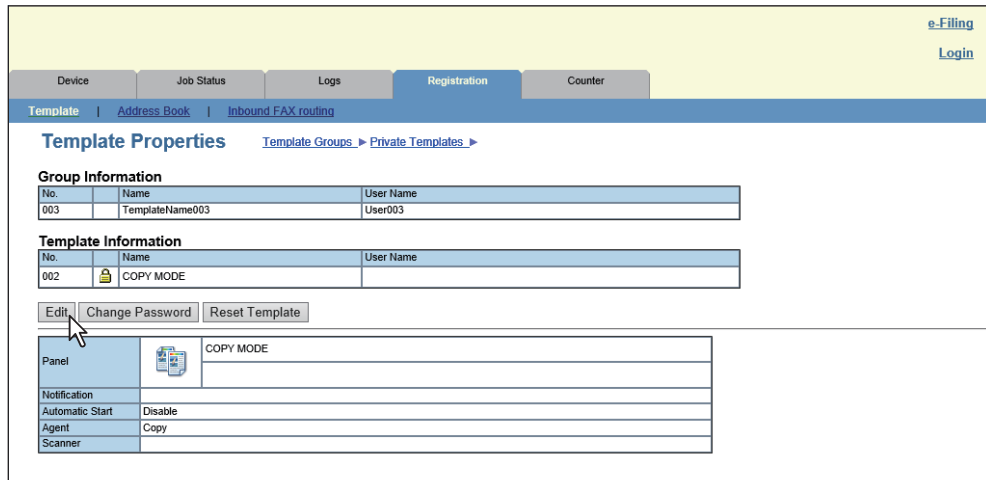 e-Filing
Login
Device Job Status Logs Registration Counter
Template | Address Book | Inbound FAX routing
Template Properties Template Groups ▶ Private Templates ▶
Group Information
No. Name User Name
003 TemplateName003 User003
Template Information
No. Name User Name
002 COPY MODE
Edit Change Password Reset Template
Panel COPY MODE
Notification
Automatic Start Disable
Agent Copy
Scanner